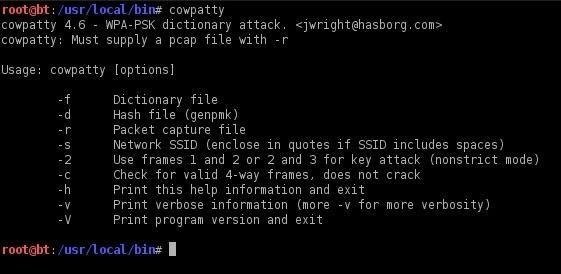 root@bt:/usr/local/bin# cowpatty
cowpatty 4.6 - WPA-PSK dictionary attack. <jwright@hasborg.com>
cowpatty: Must supply a pcap file with -r
Usage: cowpatty [options]
-f Dictionary file
-d Hash file (genpmk)
-r Packet capture file
-s Network SSID (enclose in quotes if SSID includes spaces)
-2 Use frames 1 and 2 or 2 and 3 for key attack (nonstrict mode)
-c Check for valid 4-way frames, does not crack
-h Print this help information and exit
-v Print verbose information (more -v for more verbosity)
-V Print program version and exit
root@bt:/usr/local/bin#